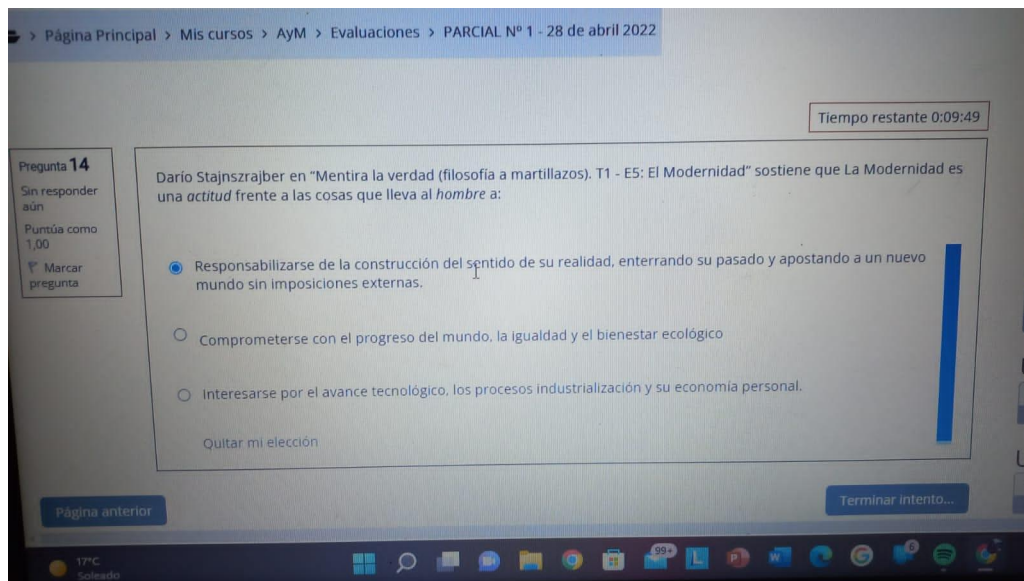 > Página Principal > Mis cursos > AyM > Evaluaciones > PARCIAL Nº 1 - 28 de abril 2022
Tiempo restante 0:09:49
Pregunta 14
Sin responder
aún
Puntúa como
1,00
Marcar
pregunta
Darío Stajnszrajber en "Mentira la verdad (filosofía a martillazos). T1 - E5: El Modernidad" sostiene que La Modernidad es
una actitud frente a las cosas que lleva al hombre a:
Responsabilizarse de la construcción del sentido de su realidad, enterrando su pasado y apostando a un nuevo
mundo sin imposiciones externas.
Comprometerse con el progreso del mundo, la igualdad y el bienestar ecológico
Interesarse por el avance tecnológico, los procesos industrialización y su economía personal.
Quitar mi elección
Página anterior
Terminar intento...
17°C
Soleado
99+
L
P
W
G
6